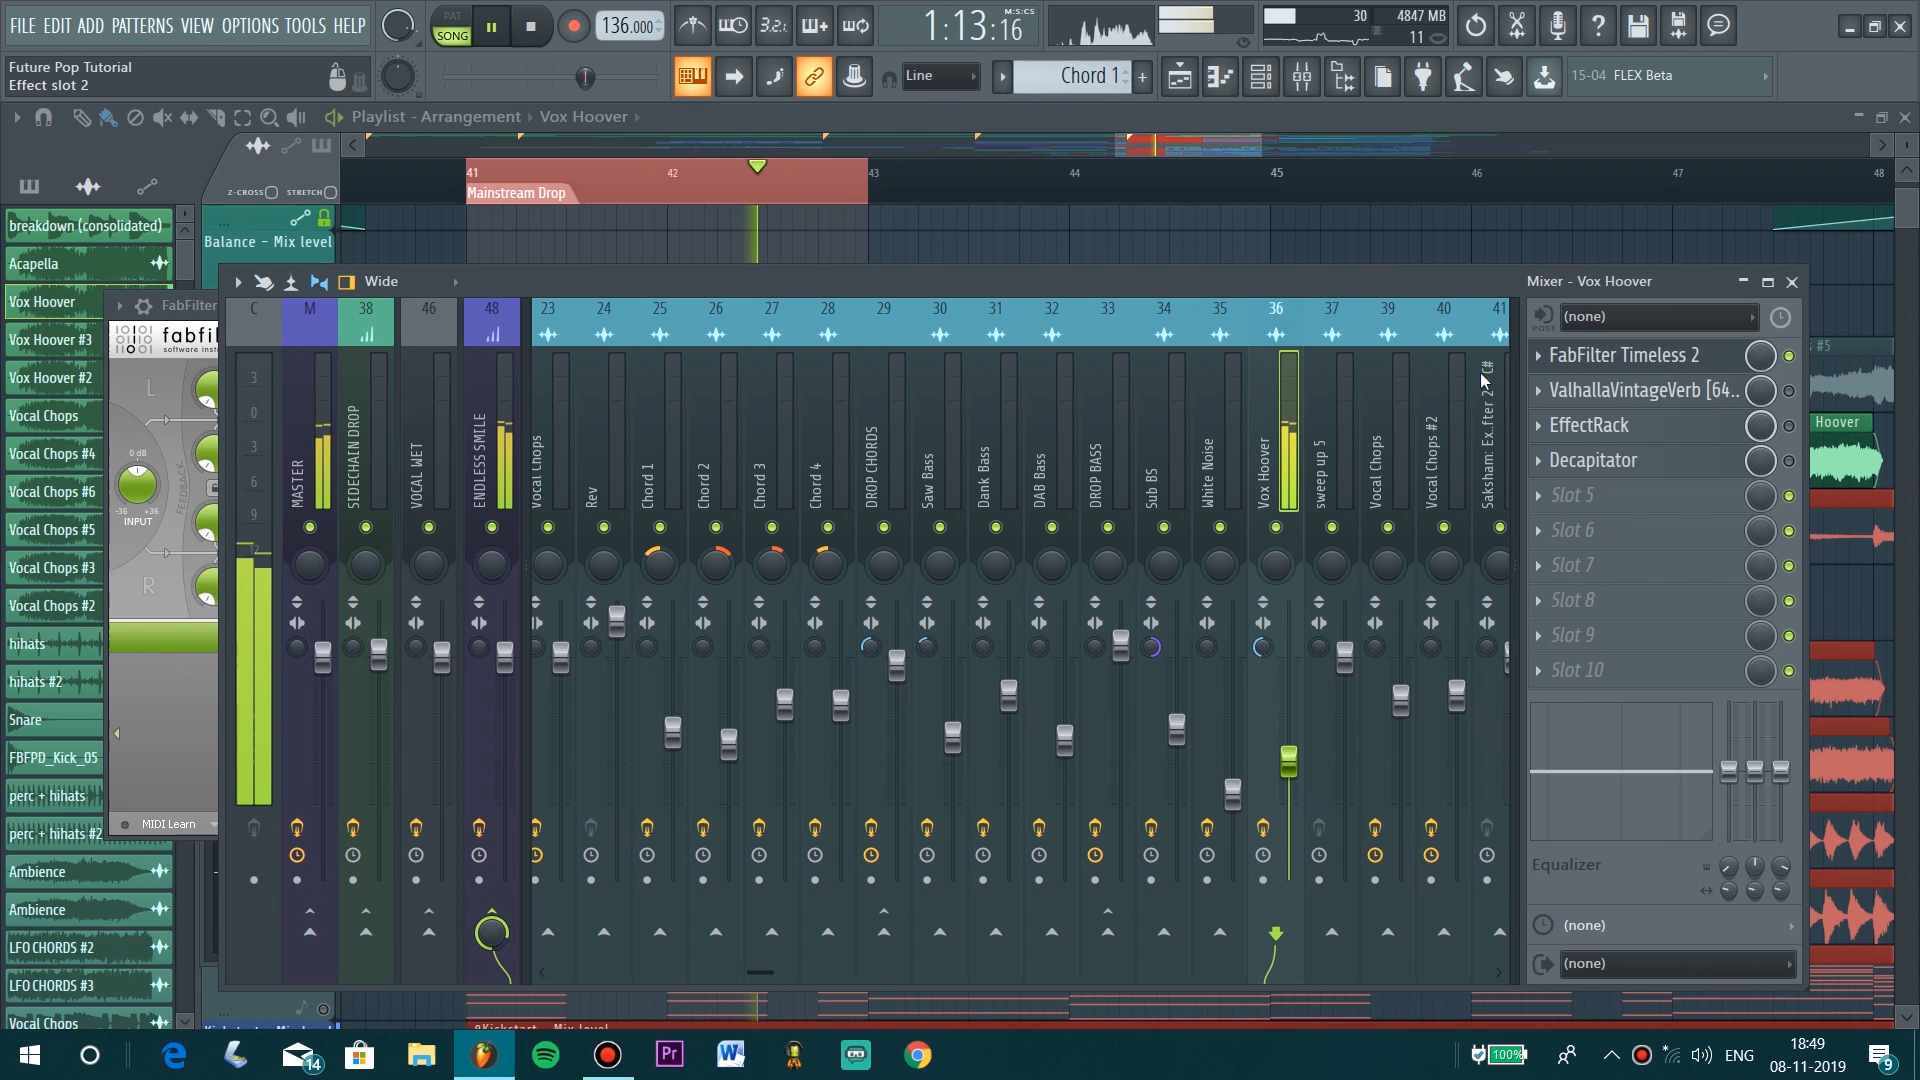 FILE EDIT ADD PATTERNS VIEW OPTIONS TOOLS HELP
PAT
SONG
136.000
3.2.
1:13:16
M:S:CS
30
4847 MB
11
Future Pop Tutorial
Effect slot 2
Line
Chord 1
+
15-04 FLEX Beta
Playlist - Arrangement
Vox Hoover
Z-CROSS
STRETCH
41
42
43
44
45
46
47
48
Mainstream Drop
breakdown (consolidated)
Acapella
Vox Hoover
Vox Hoover #3
Vox Hoover #2
Vocal Chops
Vocal Chops #4
Vocal Chops #6
Vocal Chops #5
Vocal Chops #3
Vocal Chops #2
hihats
hihats #2
Snare
FBFPD_Kick_05
perc + hihats
perc + hihats #2
Ambience
Ambience
LFO CHORDS #2
LFO CHORDS #3
Vocal Chops
Balance - Mix level
FabFilter
fabfil
software inst
L
R
FEEDBACK
0 dB
-36
+36
INPUT
MIDI Learn
Wide
C
M
38
46
48
23
24
25
26
27
28
29
30
31
32
33
34
35
36
37
39
40
41
3
0
3
6
9
12
MASTER
SIDECHAIN DROP
VOCAL WET
ENDLESS SMILE
Vocal Chops
Rev
Chord 1
Chord 2
Chord 3
Chord 4
DROP CHORDS
Saw Bass
Dank Bass
DAB Bass
DROP BASS
Sub BS
White Noise
Vox Hoover
sweep up 5
Vocal Chops
Vocal Chops #2
Mixer - Vox Hoover
POST
(none)
FabFilter Timeless 2
ValhallaVintageVerb [64..
EffectRack
Decapitator
Slot 5
Slot 6
Slot 7
Slot 8
Slot 9
Slot 10
Equalizer
(none)
(none)
#5
Hoover
14
Pr
100%
ENG
18:49
08-11-2019
9